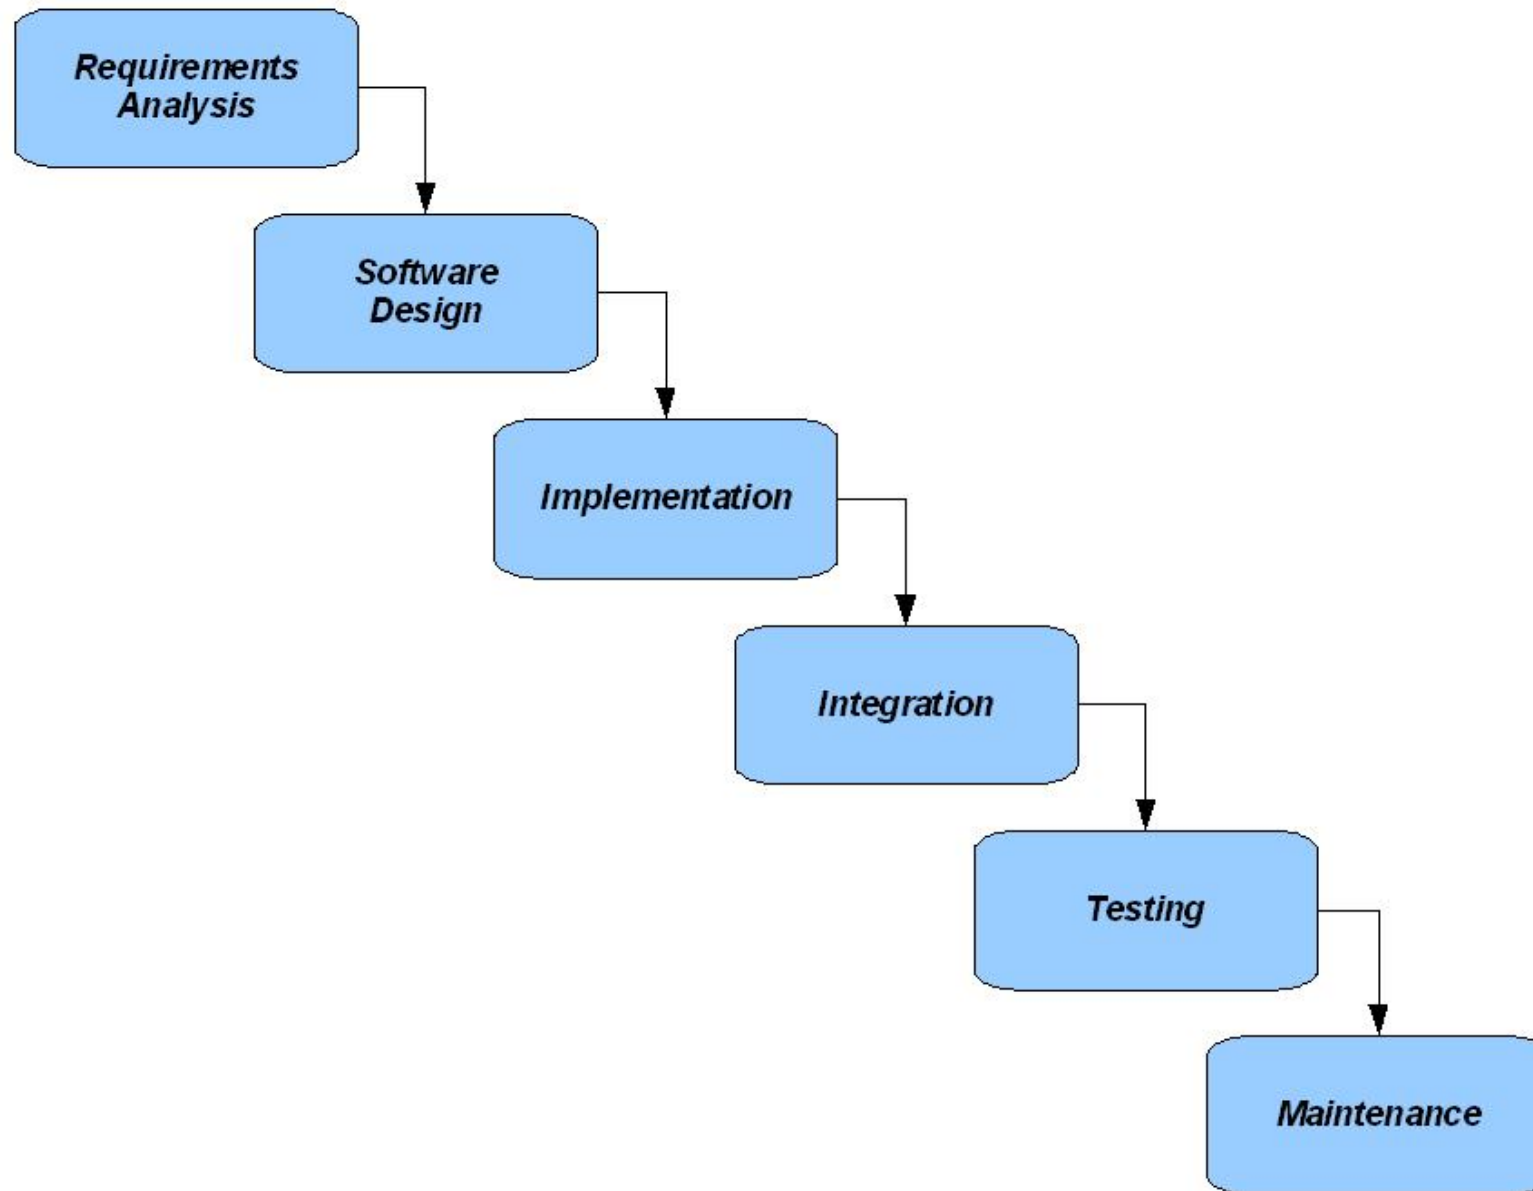 Requirements
Analysis
Software
Design
Implementation
Integration
Testing
Maintenance